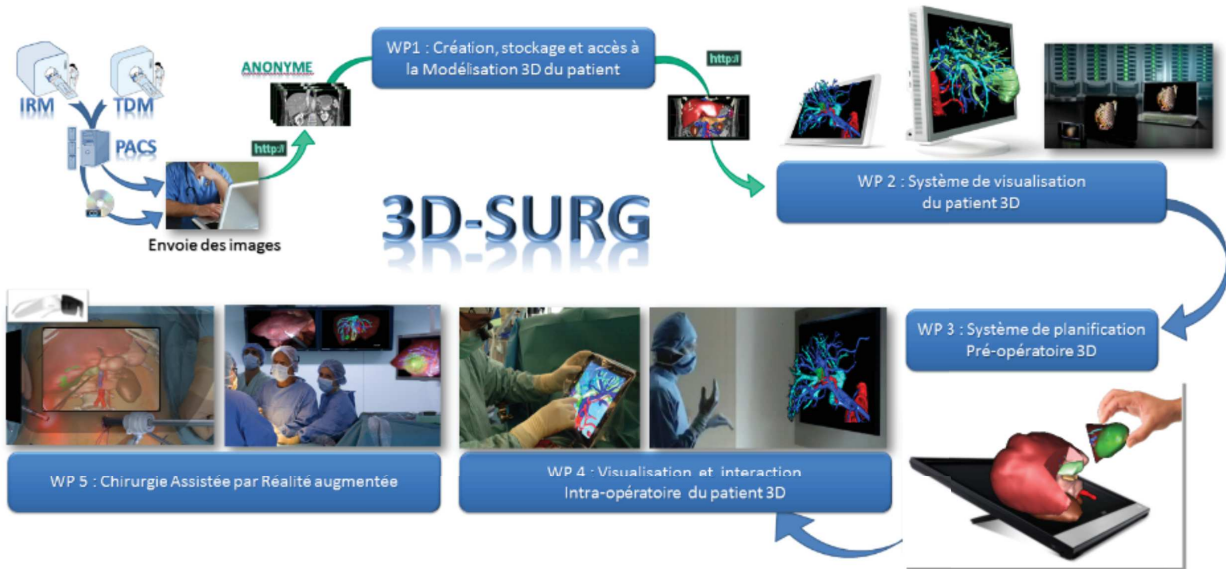 IRM
TDM
PACS
Envoie des images
http://
ANONYME
WP1 : Création, stockage et accès à
la Modélisation 3D du patient
http://
WP 2 : Système de visualisation
du patient 3D
3D-SURG
WP 3 : Système de planification
Pré-opératoire 3D
WP 4 : Visualisation et interaction
Intra-opératoire du patient 3D
WP 5 : Chirurgie Assistée par Réalité augmentée